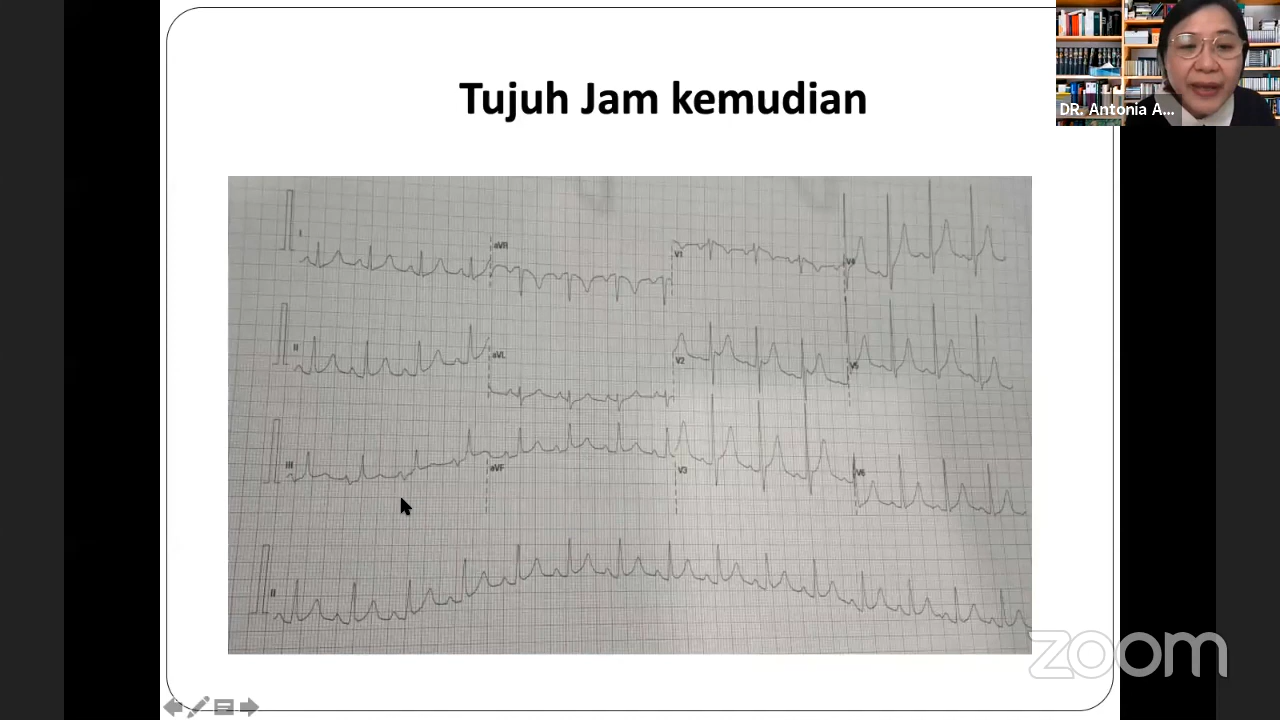 Tujuh Jam kemudian
DR. Antonia A...
I
aVR
V1
V4
II
aVL
V2
V5
III
aVF
V3
V6
II
zoom